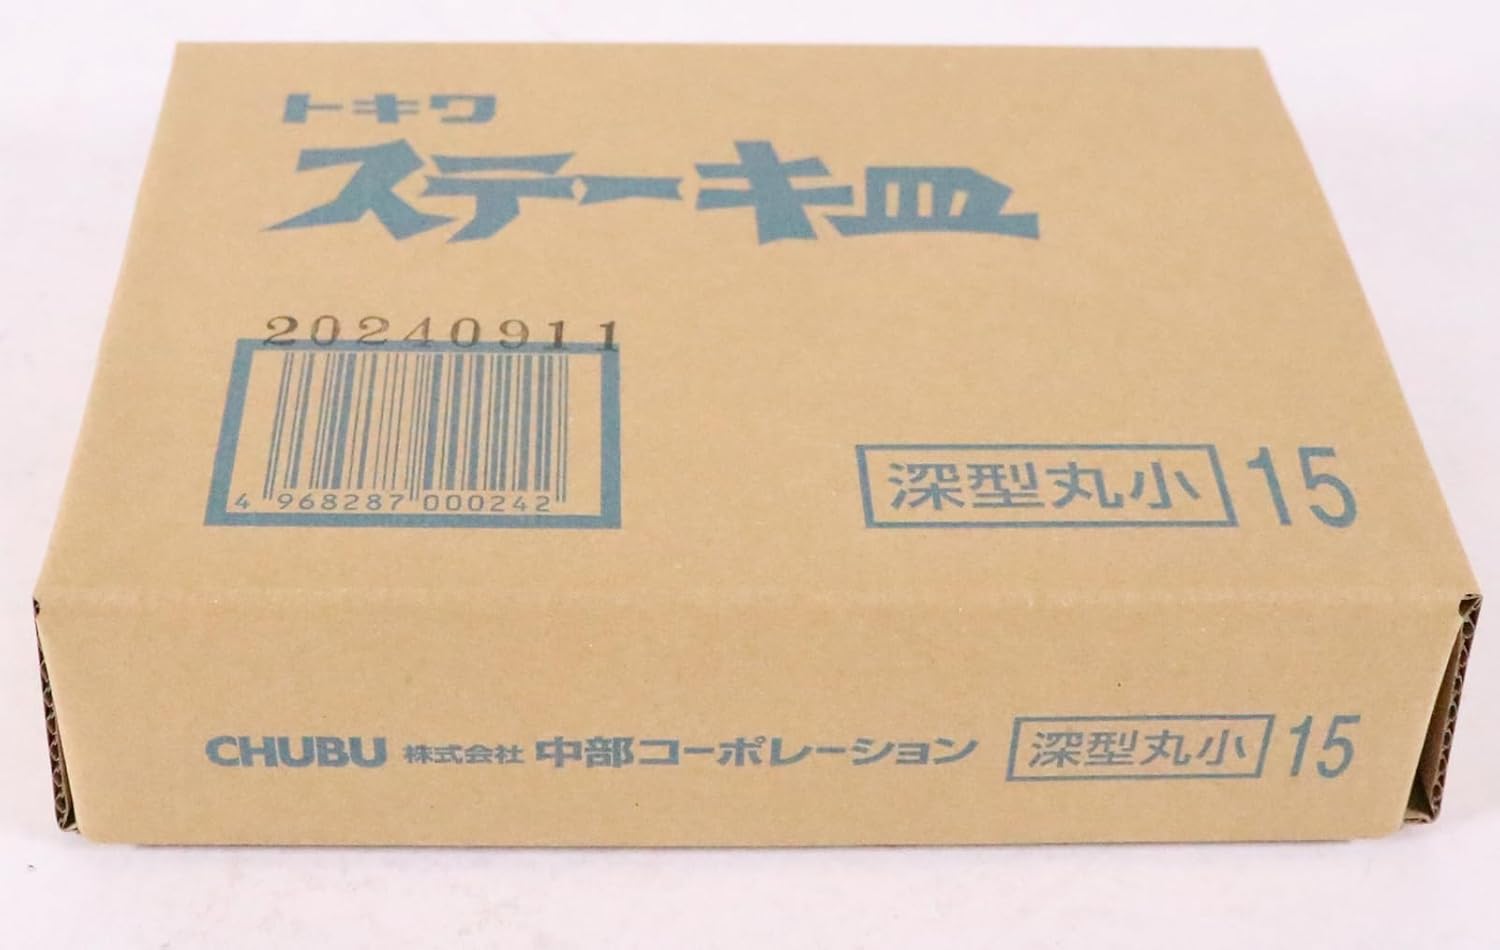 トキワ
ステーキ皿
20240911
4 968287 000242
深型丸小 15
CHUBU 株式会社 中部コーポレーション 深型丸小 15